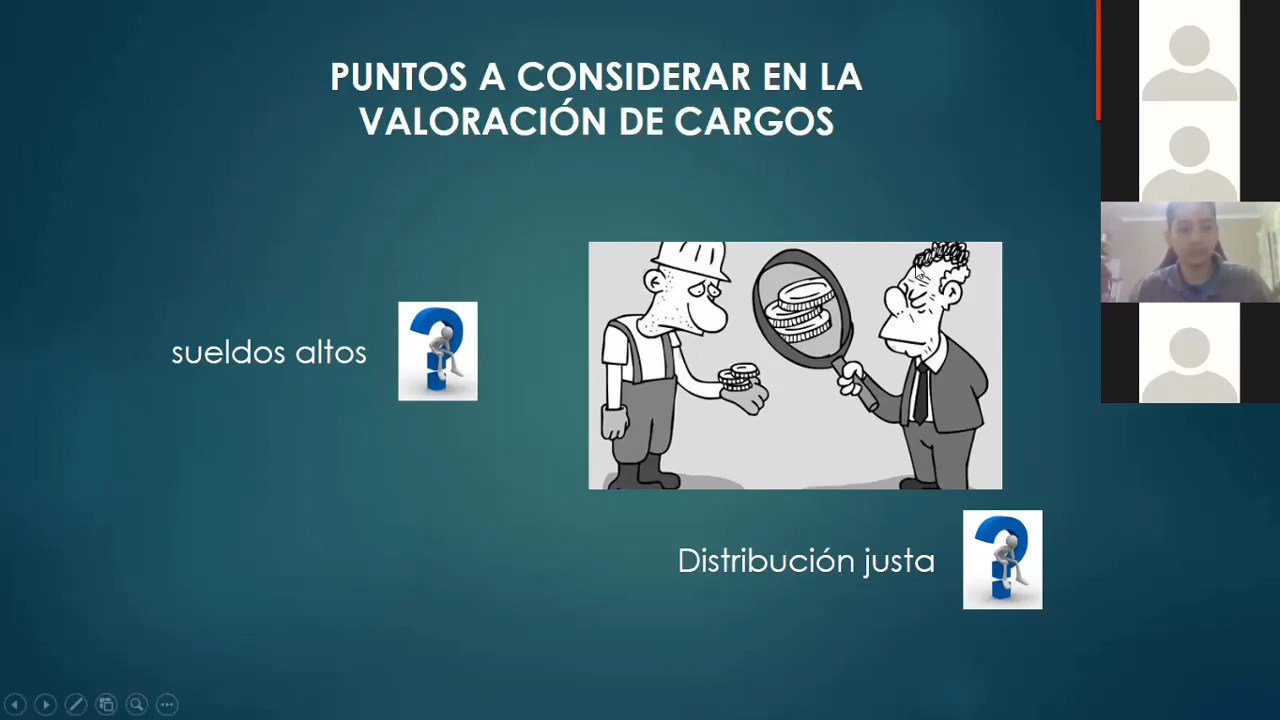 PUNTOS A CONSIDERAR EN LA
VALORACIÓN DE CARGOS
sueldos altos
Distribución justa